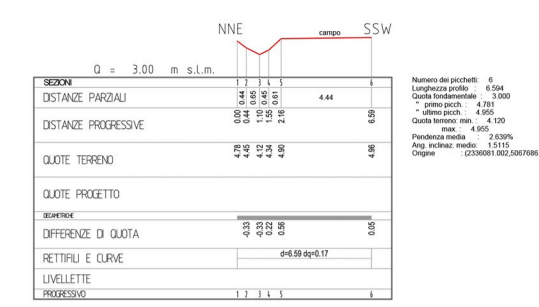 NNE campo SSW
Q = 3.00 m s.l.m.
SEZIONI 1 2 3 4 5 6
DISTANZE PARZIALI 0.44 0.65 0.45 0.61 4.44
DISTANZE PROGRESSIVE 0.00 0.44 1.10 1.55 2.16 6.59
QUOTE TERRENO 4.78 4.45 4.12 4.34 4.90 4.96
QUOTE PROGETTO
DECAMETRICHE
DIFFERENZE DI QUOTA -0.33 -0.33 0.22 0.56 0.05
RETTIFILI E CURVE d=6.59 dq=0.17
LIVELLETTE
PROGRESSIVO 1 2 3 4 5 6
Numero dei picchetti: 6
Lunghezza profilo : 6.594
Quota fondamentale : 3.000
" primo picch. : 4.781
" ultimo picch. : 4.955
Quota terreno: min. : 4.120
max. : 4.955
Pendenza media : 2.639%
Ang. inclinaz. medio: 1.5115
Origine : (2336081.002,5067686